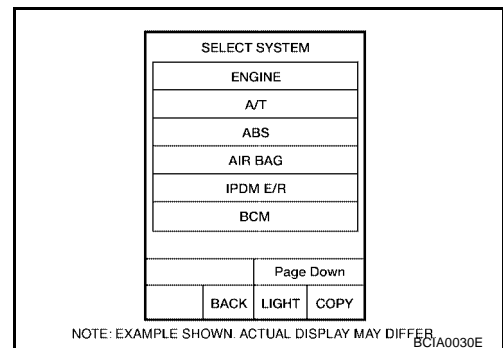 SELECT SYSTEM
ENGINE
A/T
ABS
AIR BAG
IPDM E/R
BCM
Page Down
BACK LIGHT COPY
NOTE: EXAMPLE SHOWN. ACTUAL DISPLAY MAY DIFFER.
BCIA0030E